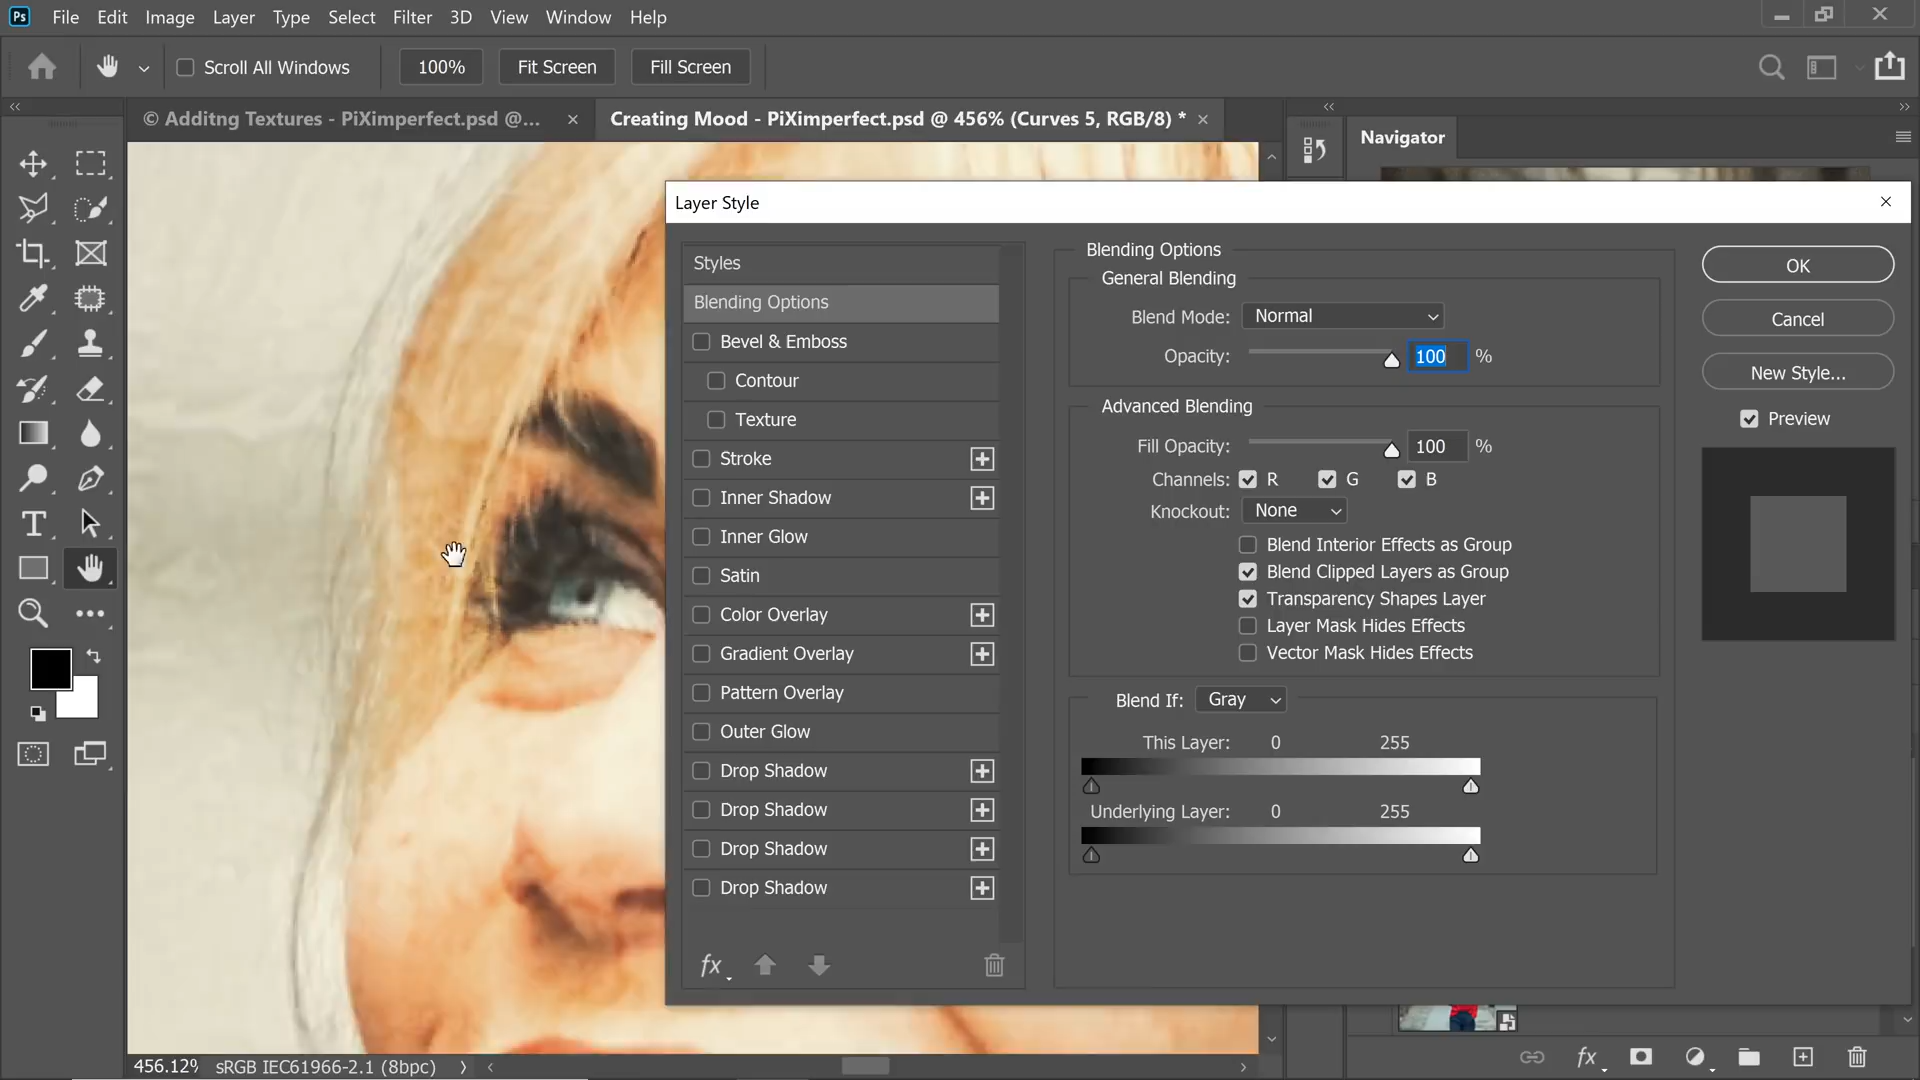 Ps File Edit Image Layer Type Select Filter 3D View Window Help
Scroll All Windows 100% Fit Screen Fill Screen
© Additng Textures - PiXimperfect.psd @... × Creating Mood - PiXimperfect.psd @ 456% (Curves 5, RGB/8) * ×
Navigator
Layer Style
Styles
Blending Options
Bevel & Emboss
Contour
Texture
Stroke
Inner Shadow
Inner Glow
Satin
Color Overlay
Gradient Overlay
Pattern Overlay
Outer Glow
Drop Shadow
Drop Shadow
Drop Shadow
Drop Shadow
fx
Blending Options
General Blending
Blend Mode: Normal
Opacity: 100 %
Advanced Blending
Fill Opacity: 100 %
Channels: R G B
Knockout: None
Blend Interior Effects as Group
Blend Clipped Layers as Group
Transparency Shapes Layer
Layer Mask Hides Effects
Vector Mask Hides Effects
Blend If: Gray
This Layer: 0 255
Underlying Layer: 0 255
OK
Cancel
New Style...
Preview
456.12% sRGB IEC61966-2.1 (8bpc)
fx